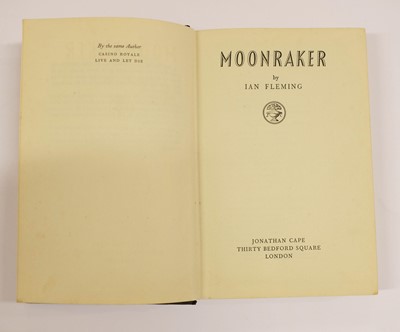 By the same Author
CASINO ROYALE
LIVE AND LET DIE
MOONRAKER
by
IAN FLEMING
JONATHAN CAPE
THIRTY BEDFORD SQUARE
LONDON